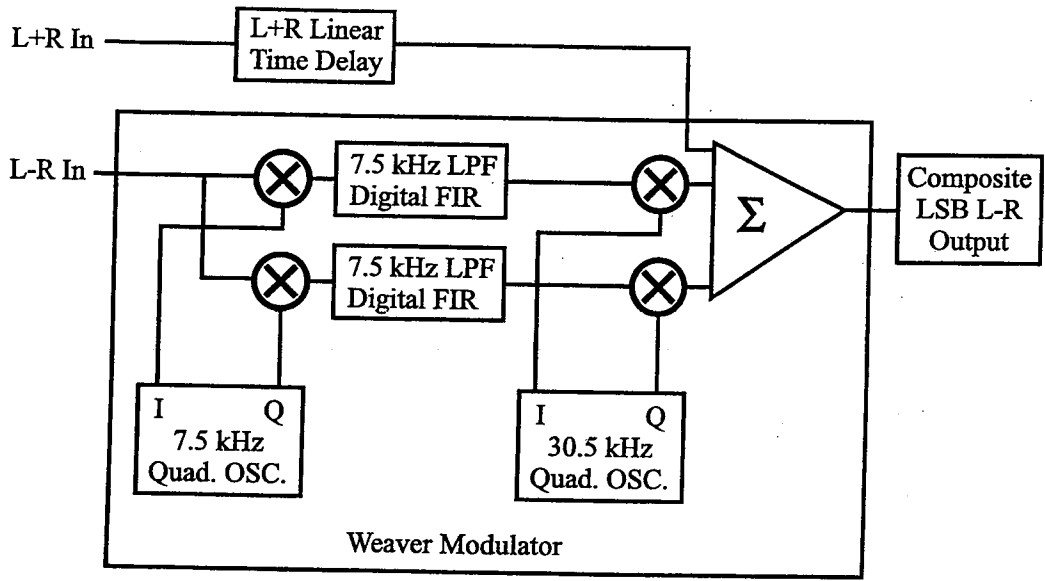 L+R In
L+R Linear
Time Delay
L-R In
7.5 kHz LPF
Digital FIR
7.5 kHz LPF
Digital FIR
Σ
Composite
LSB L-R
Output
I Q
7.5 kHz
Quad. OSC.
I Q
30.5 kHz
Quad. OSC.
Weaver Modulator